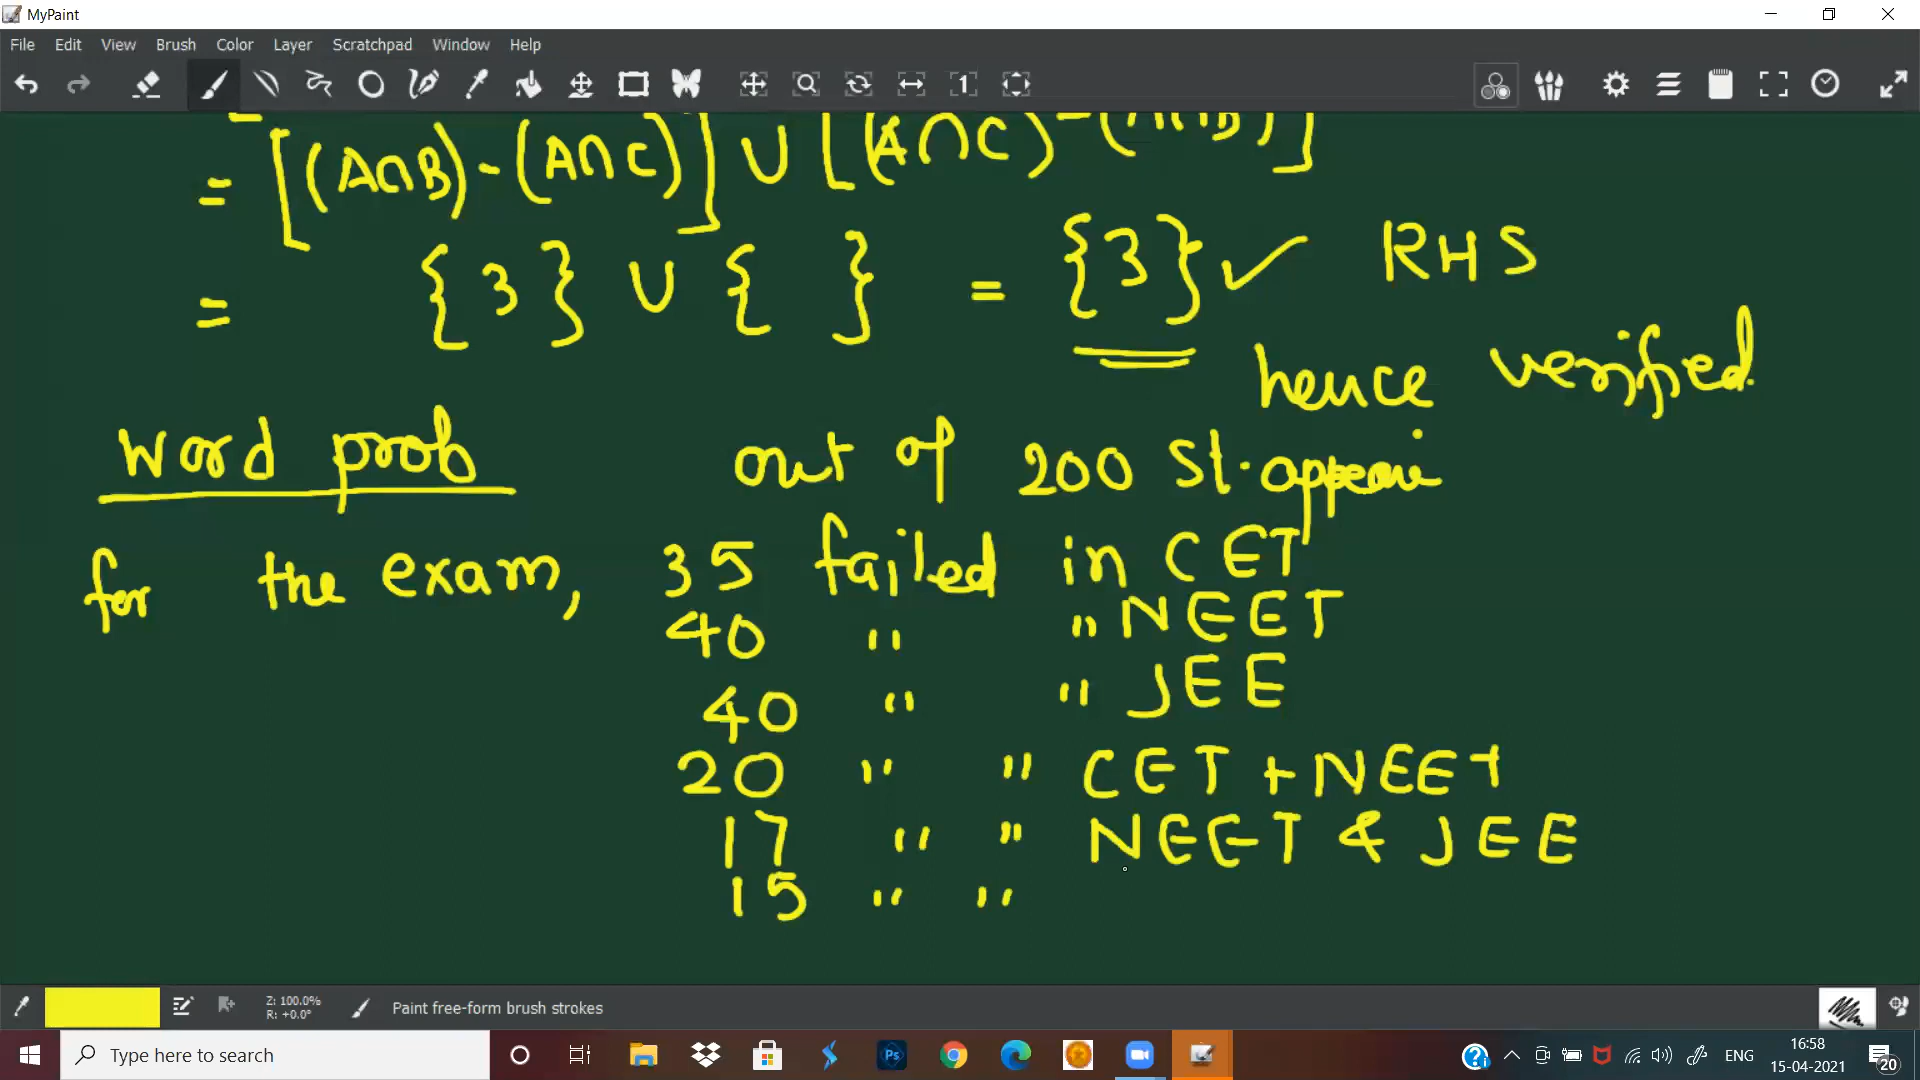 MyPaint
File Edit View Brush Color Layer Scratchpad Window Help
= [(A∩B)-(A∩C)] ∪ [(A∩C)-(A∩B)]
= {3} ∪ { } = {3} ✓ RHS
hence verified.
Word prob out of 200 St. appear
for the exam, 35 failed in CET
40 " " NEET
40 " " JEE
20 " " CET + NEET
17 " " NEET & JEE
15 " "
Z: 100.0%
R: +0.0°
Paint free-form brush strokes
Type here to search
Ps
ENG
16:58
15-04-2021
20